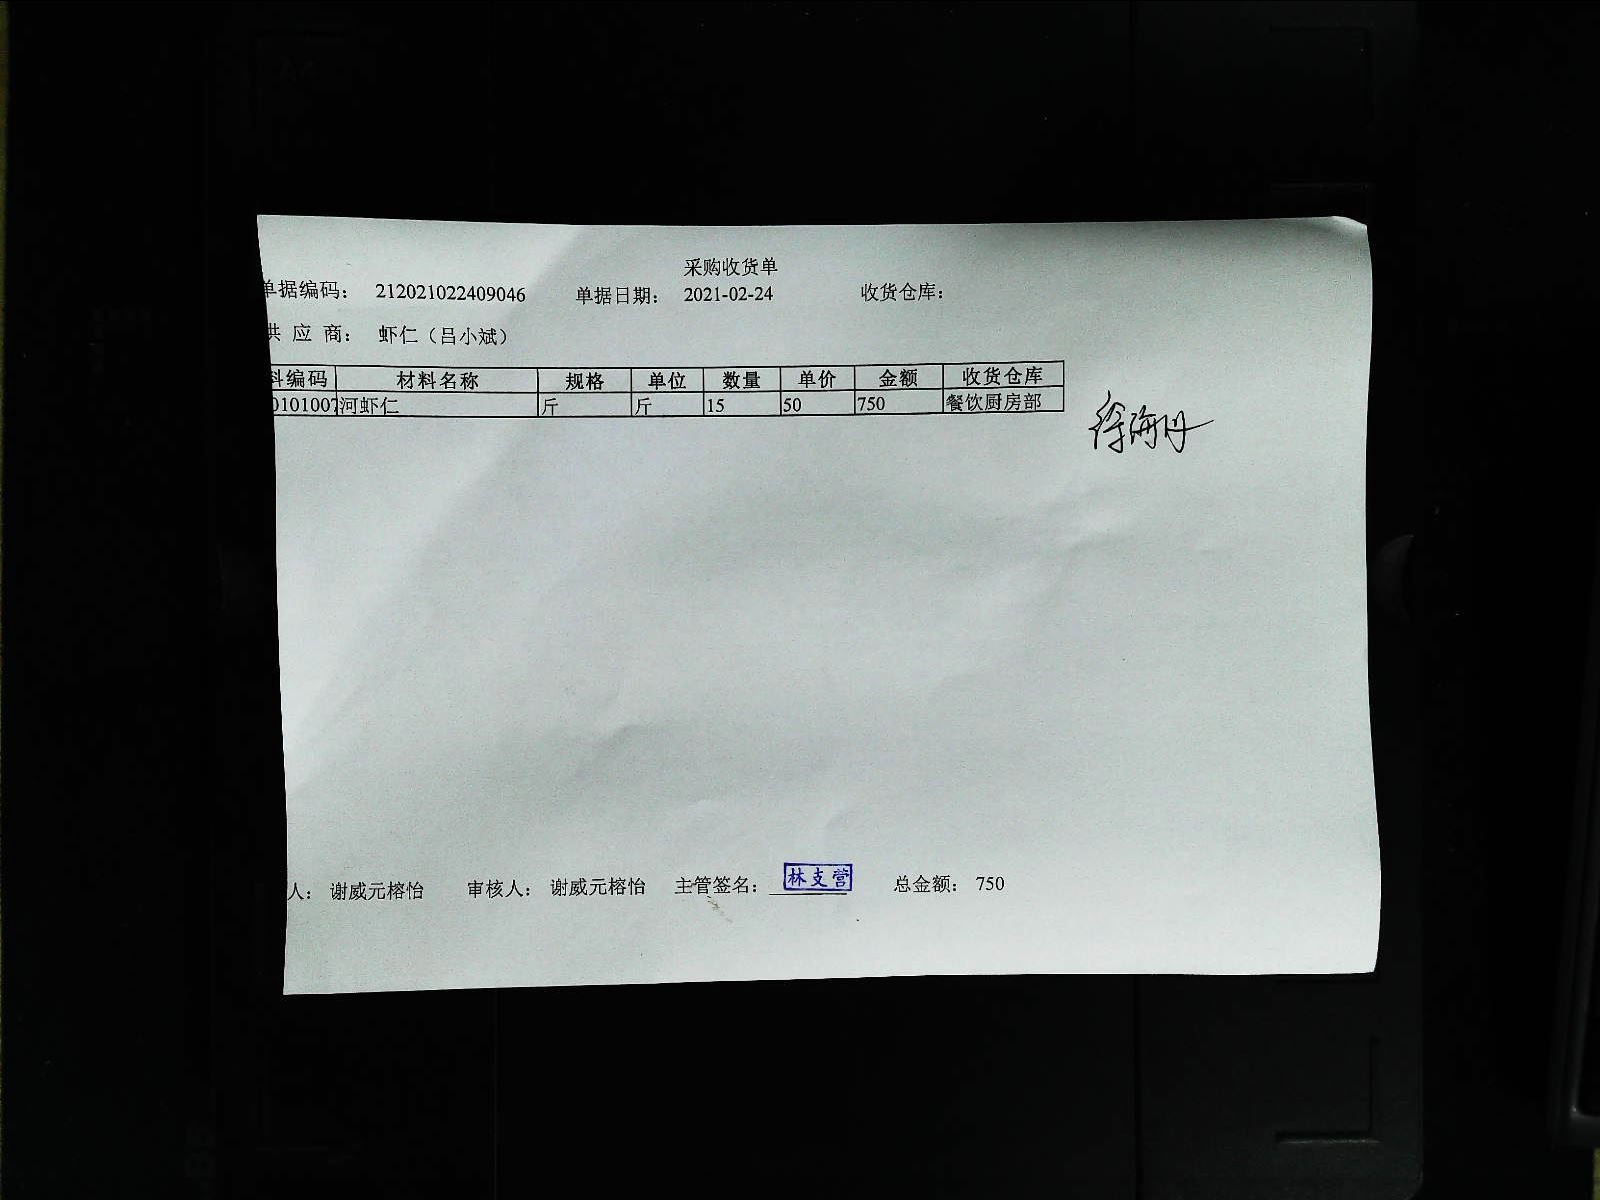 采购收货单
单据编码： 212021022409046 单据日期： 2021-02-24 收货仓库：
供 应 商： 虾仁（吕小斌）
料编码 材料名称 规格 单位 数量 单价 金额 收货仓库
0101007 河虾仁 斤 斤 15 50 750 餐饮厨房部
徐海丹
人： 谢威元榕怡 审核人： 谢威元榕怡 主管签名： 林支营 总金额： 750